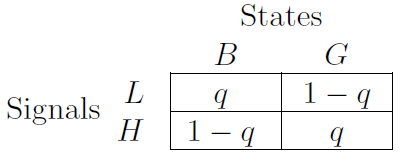 States
B G
L q 1 − q
Signals
H 1 − q q